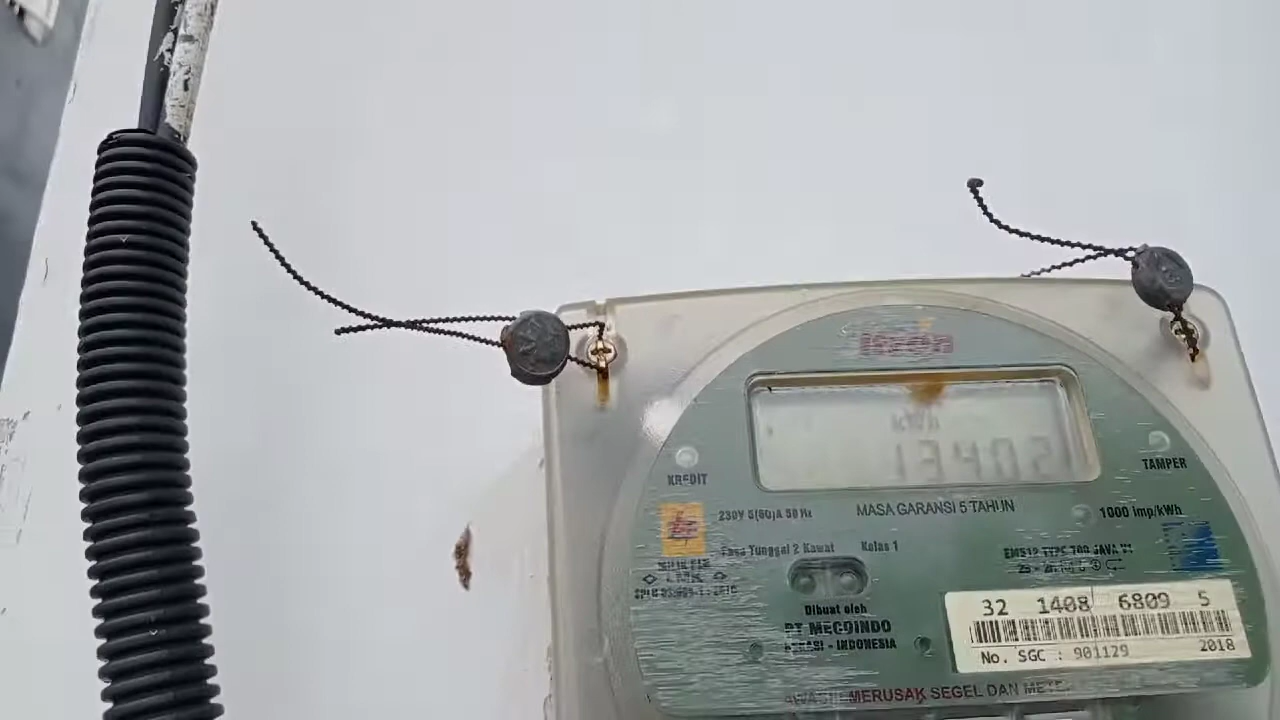 kWh
13402
KREDIT
TAMPER
230V 5(60)A 50 Hz
MASA GARANSI 5 TAHUN
1000 imp/kWh
Fasa Tunggal 2 Kawat
Kelas 1
Dibuat oleh
PT MECOINDO
BEKASI - INDONESIA
32 1408 6809 5
No. SGC : 901129
2018
MERUSAK SEGEL DAN